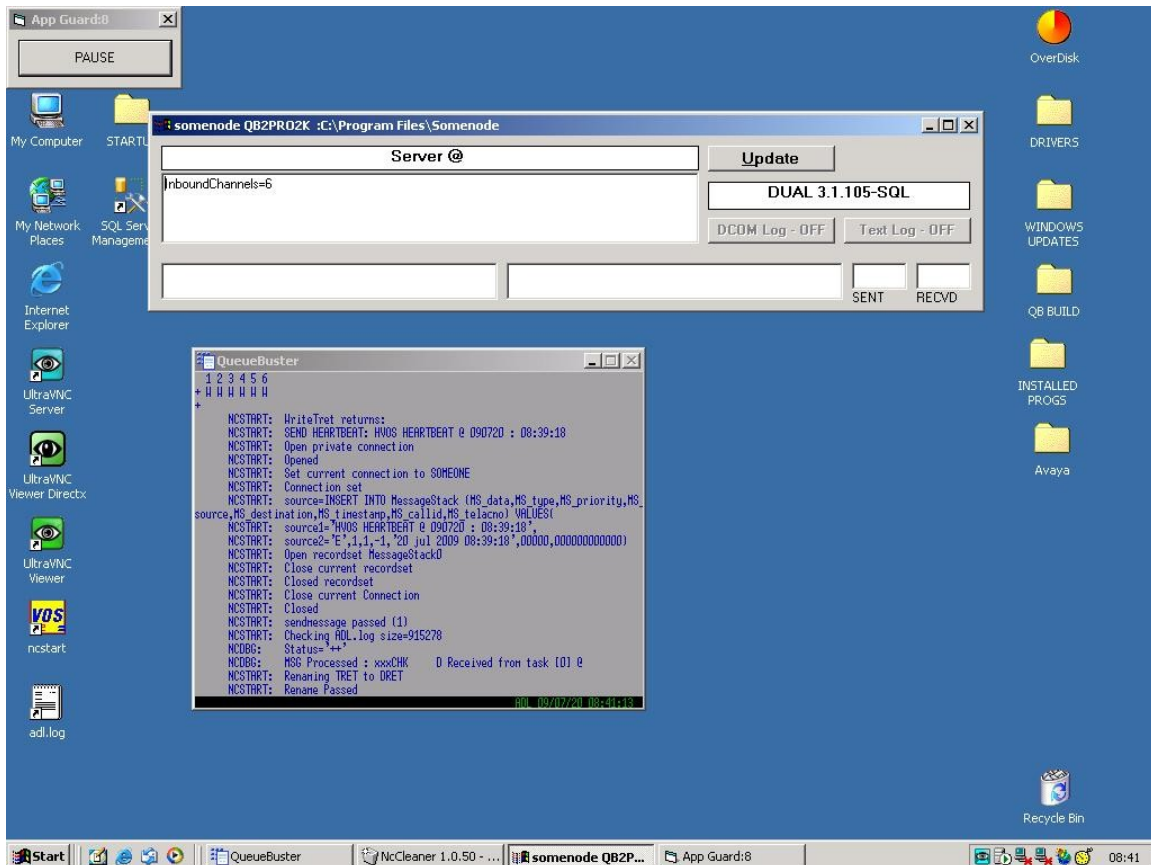 App Guard:8
PAUSE
My Computer
STARTU
My Network Places
SQL Serv
Manageme
Internet Explorer
UltraVNC Server
UltraVNC Viewer Directx
UltraVNC Viewer
VOS
ncstart
adl.log
somenode QB2PRO2K :C:\Program Files\Somenode
Server @
Update
InboundChannels=6
DUAL 3.1.105-SQL
DCOM Log - OFF
Text Log - OFF
SENT
RECVD
QueueBuster
1 2 3 4 5 6
+ W W W W W W
+
NCSTART: WriteTret returns:
NCSTART: SEND HEARTBEAT: HVOS HEARTBEAT @ 090720 : 08:39:18
NCSTART: Open private connection
NCSTART: Opened
NCSTART: Set current connection to SOMEONE
NCSTART: Connection set
NCSTART: source=INSERT INTO MessageStack (MS_data,MS_type,MS_priority,MS_
source,MS_destination,MS_timestamp,MS_callid,MS_telacno) VALUES(
NCSTART: source1='HVOS HEARTBEAT @ 090720 : 08:39:18',
NCSTART: source2='E',1,1,-1,'20 jul 2009 08:39:18',00000,000000000000)
NCSTART: Open recordset MessageStack0
NCSTART: Close current recordset
NCSTART: Closed recordset
NCSTART: Close current Connection
NCSTART: Closed
NCSTART: sendmessage passed (1)
NCSTART: Checking ADL.log size=915278
NCDBG: Status='++'
NCDBG: MSG Processed : xxxCHK 0 Received from task [0] @
NCSTART: Renaming TRET to DRET
NCSTART: Rename Passed
ADL 09/07/20 08:41:13
OverDisk
DRIVERS
WINDOWS UPDATES
QB BUILD
INSTALLED PROGS
Avaya
Recycle Bin
Start
QueueBuster
NcCleaner 1.0.50 - ...
somenode QB2P...
App Guard:8
08:41